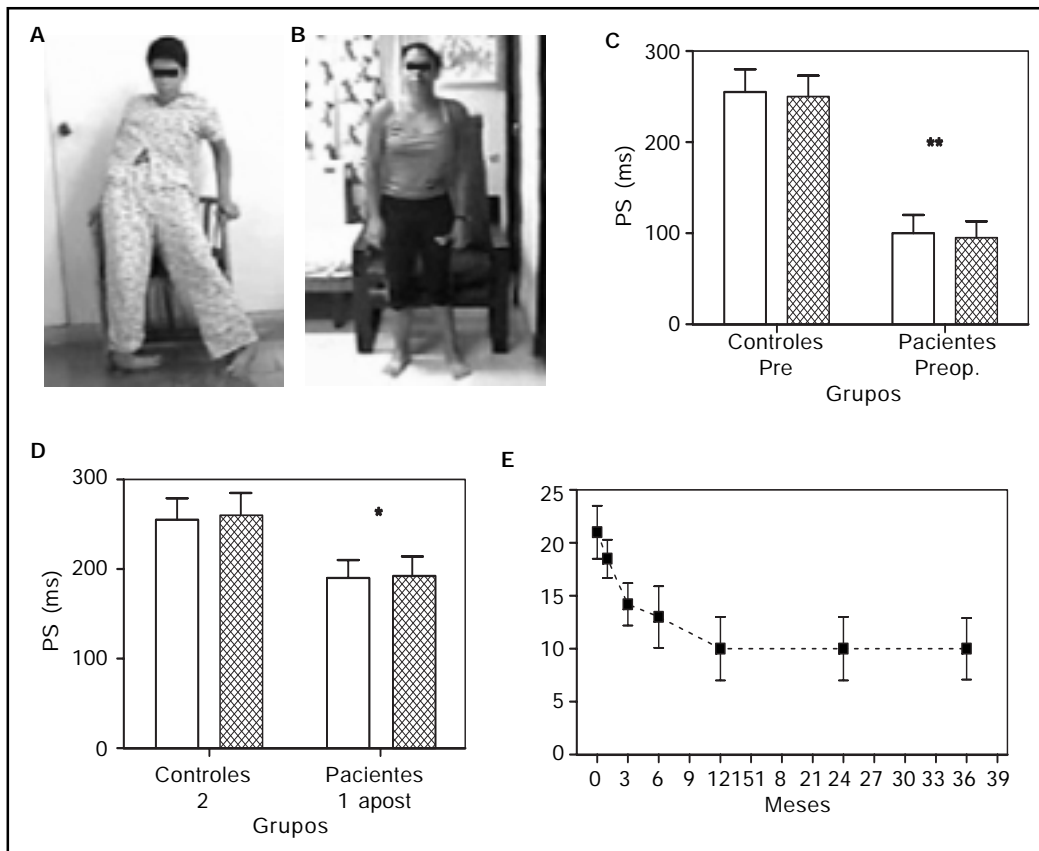 A
B
C
300
200
100
0
PS (ms)
**
Controles
Pre
Pacientes
Preop.
Grupos
D
300
200
100
0
PS (ms)
*
Controles
2
Pacientes
1 apost
Grupos
E
25
20
15
10
5
0
0 3 6 9 12151 8 21 24 27 30 33 36 39
Meses